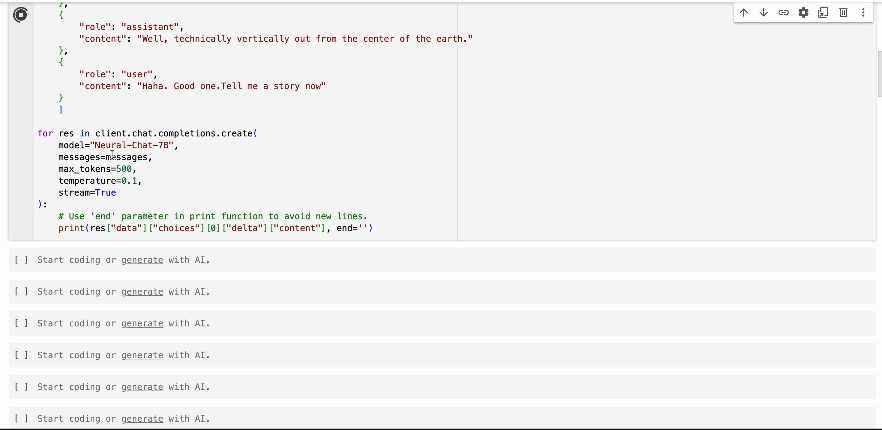 },
{
"role": "assistant",
"content": "Well, technically vertically out from the center of the earth."
},
{
"role": "user",
"content": "Haha. Good one.Tell me a story now"
}
]
for res in client.chat.completions.create(
model="Neural-Chat-7B",
messages=messages,
max_tokens=500,
temperature=0.1,
stream=True
):
# Use 'end' parameter in print function to avoid new lines.
print(res["data"]["choices"][0]["delta"]["content"], end='')
[ ] Start coding or generate with AI.
[ ] Start coding or generate with AI.
[ ] Start coding or generate with AI.
[ ] Start coding or generate with AI.
[ ] Start coding or generate with AI.
[ ] Start coding or generate with AI.